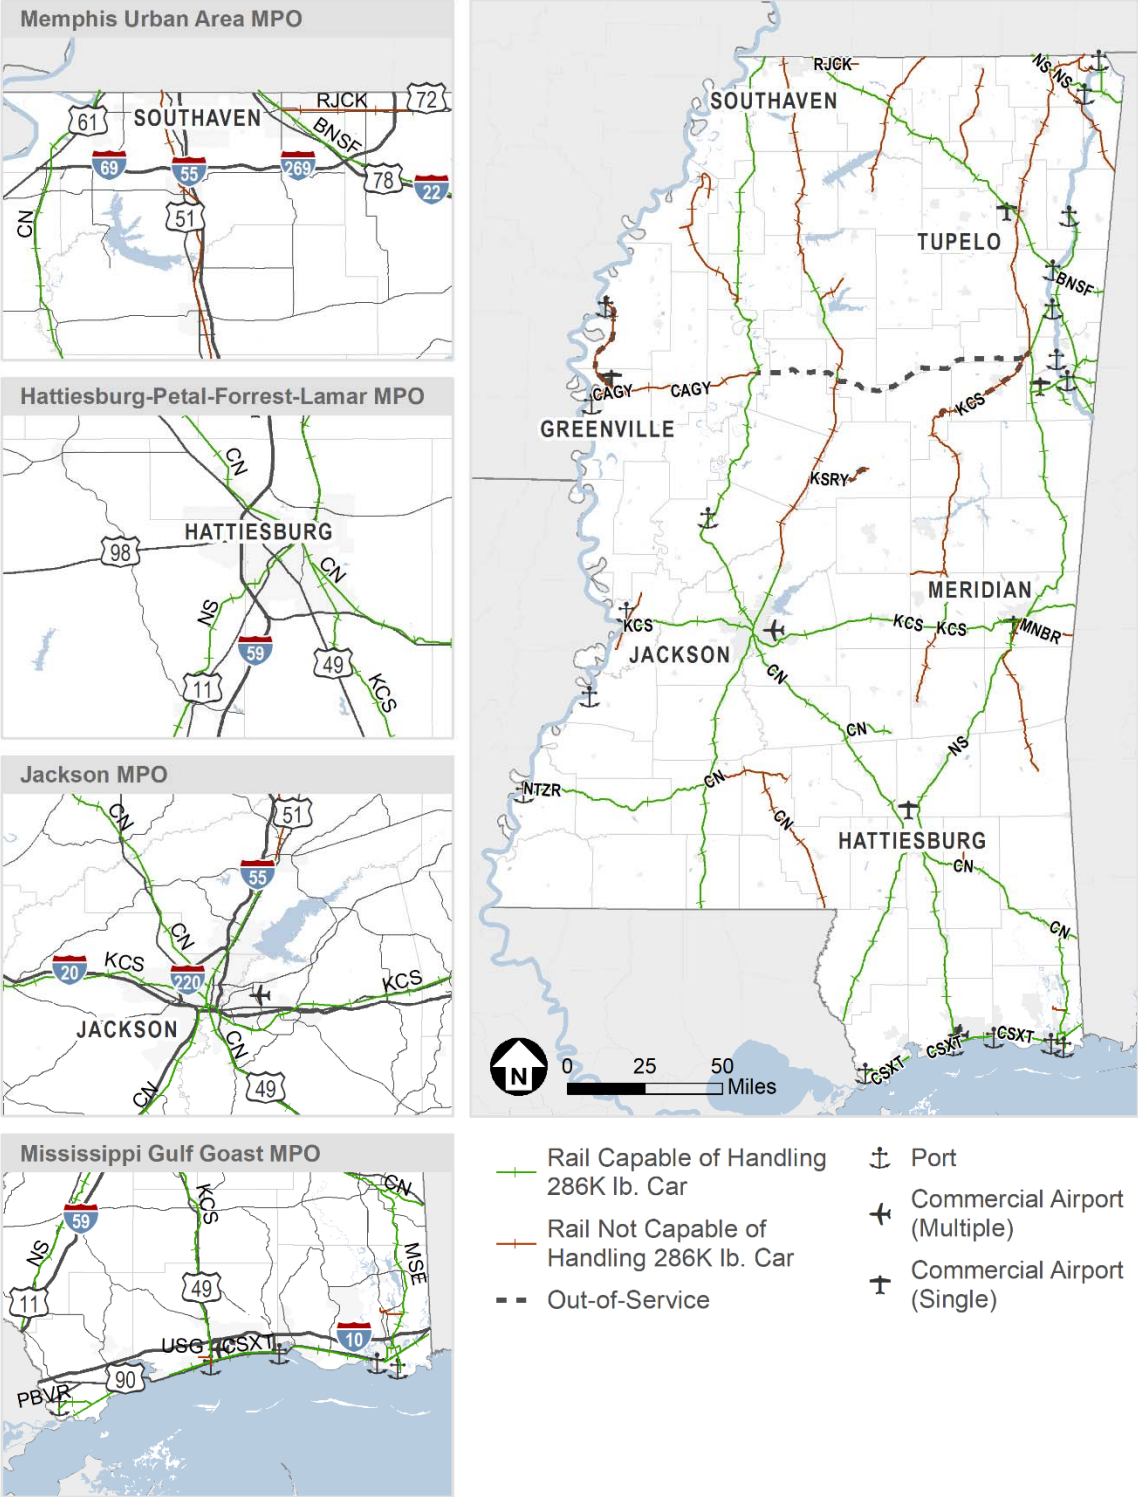 Memphis Urban Area MPO
RJCK
72
61
SOUTHAVEN
BNSF
69
55
269
78
22
51
CN
Hattiesburg-Petal-Forrest-Lamar MPO
CN
HATTIESBURG
98
CN
NS
59
49
11
KCS
Jackson MPO
CN
51
55
CN
KCS
20
220
KCS
JACKSON
CN
49
CN
Mississippi Gulf Goast MPO
CN
KCS
59
NS
MSE
49
11
10
USG
CSXT
90
PBVR
RJCK
NS
NS
SOUTHAVEN
TUPELO
BNSF
CAGY
CAGY
KCS
GREENVILLE
KSRY
MERIDIAN
KCS
KCS
KCS
MNBR
JACKSON
CN
CN
NS
NTZR
CN
CN
HATTIESBURG
CN
CN
CSXT
CSXT
CSXT
N
0 25 50
Miles
Rail Capable of Handling
286K lb. Car
Rail Not Capable of
Handling 286K lb. Car
Out-of-Service
Port
Commercial Airport
(Multiple)
Commercial Airport
(Single)